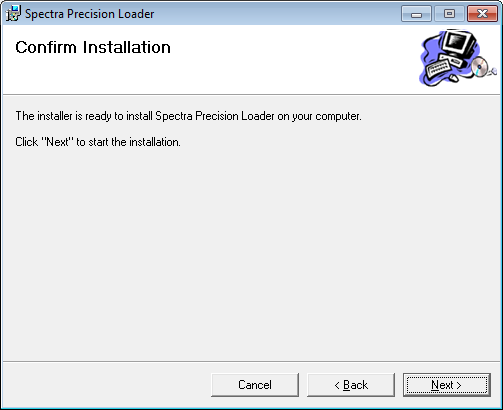 Spectra Precision Loader
Confirm Installation
The installer is ready to install Spectra Precision Loader on your computer.
Click "Next" to start the installation.
Cancel
< Back
Next >